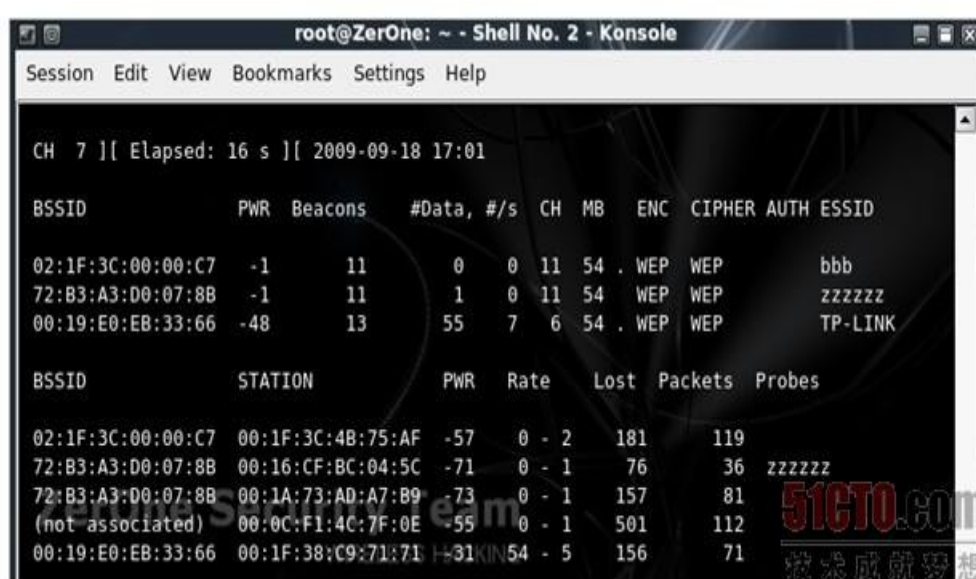 root@ZerOne: ~ - Shell No. 2 - Konsole
Session Edit View Bookmarks Settings Help
CH 7 ][ Elapsed: 16 s ][ 2009-09-18 17:01
BSSID PWR Beacons #Data, #/s CH MB ENC CIPHER AUTH ESSID
02:1F:3C:00:00:C7 -1 11 0 0 11 54 . WEP WEP bbb
72:B3:A3:D0:07:8B -1 11 1 0 11 54 WEP WEP zzzzzz
00:19:E0:EB:33:66 -48 13 55 7 6 54 . WEP WEP TP-LINK
BSSID STATION PWR Rate Lost Packets Probes
02:1F:3C:00:00:C7 00:1F:3C:4B:75:AF -57 0 - 2 181 119
72:B3:A3:D0:07:8B 00:16:CF:BC:04:5C -71 0 - 1 76 36 zzzzzz
72:B3:A3:D0:07:8B 00:1A:73:AD:A7:B9 -73 0 - 1 157 81
(not associated) 00:0C:F1:4C:7F:0E -55 0 - 1 501 112
00:19:E0:EB:33:66 00:1F:38:C9:71:71 -31 54 - 5 156 71
ZerOne Security Team
51CTO.com
技术成就梦想